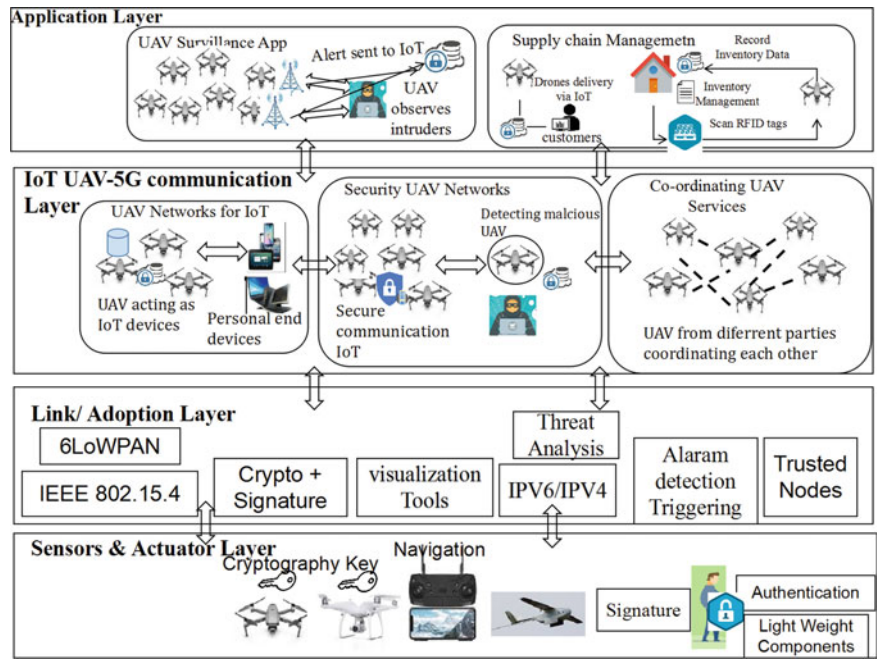 Application Layer
UAV Survillance App
Alert sent to IoT
UAV
observes
intruders
Supply chain Managemetn
Record
Inventory Data
Drones delivery
via IoT
customers
Inventory
Management
Scan RFID tags
IoT UAV-5G communication
Layer
UAV Networks for IoT
UAV acting as
IoT devices
Personal end
devices
Security UAV Networks
Detecting malcious
UAV
Secure
communication
IoT
Co-ordinating UAV
Services
UAV from diferrent parties
coordinating each other
Link/ Adoption Layer
6LoWPAN
IEEE 802.15.4
Crypto +
Signature
visualization
Tools
Threat
Analysis
IPV6/IPV4
Alaram
detection
Triggering
Trusted
Nodes
Sensors & Actuator Layer
Cryptography Key
Navigation
Signature
Authentication
Light Weight
Components